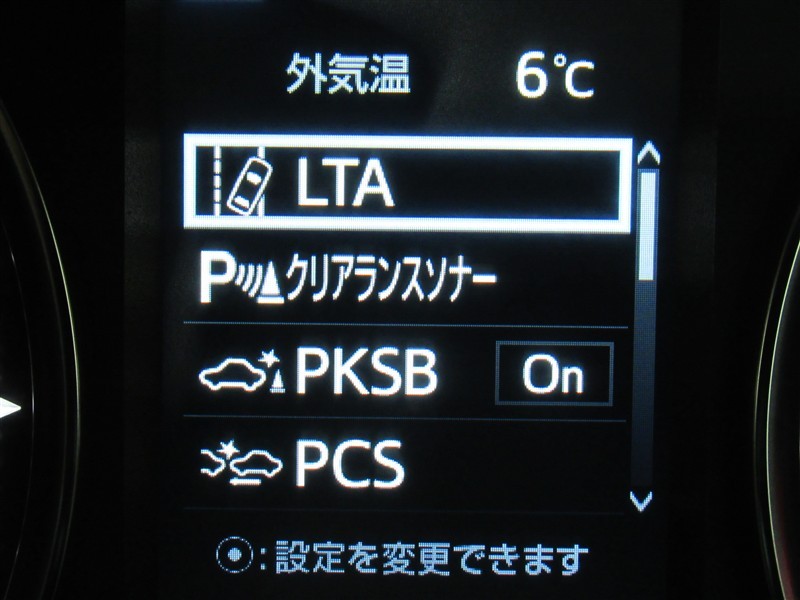 外気温 6℃
LTA
Pクリアランスソナー
PKSB On
PCS
:設定を変更できます